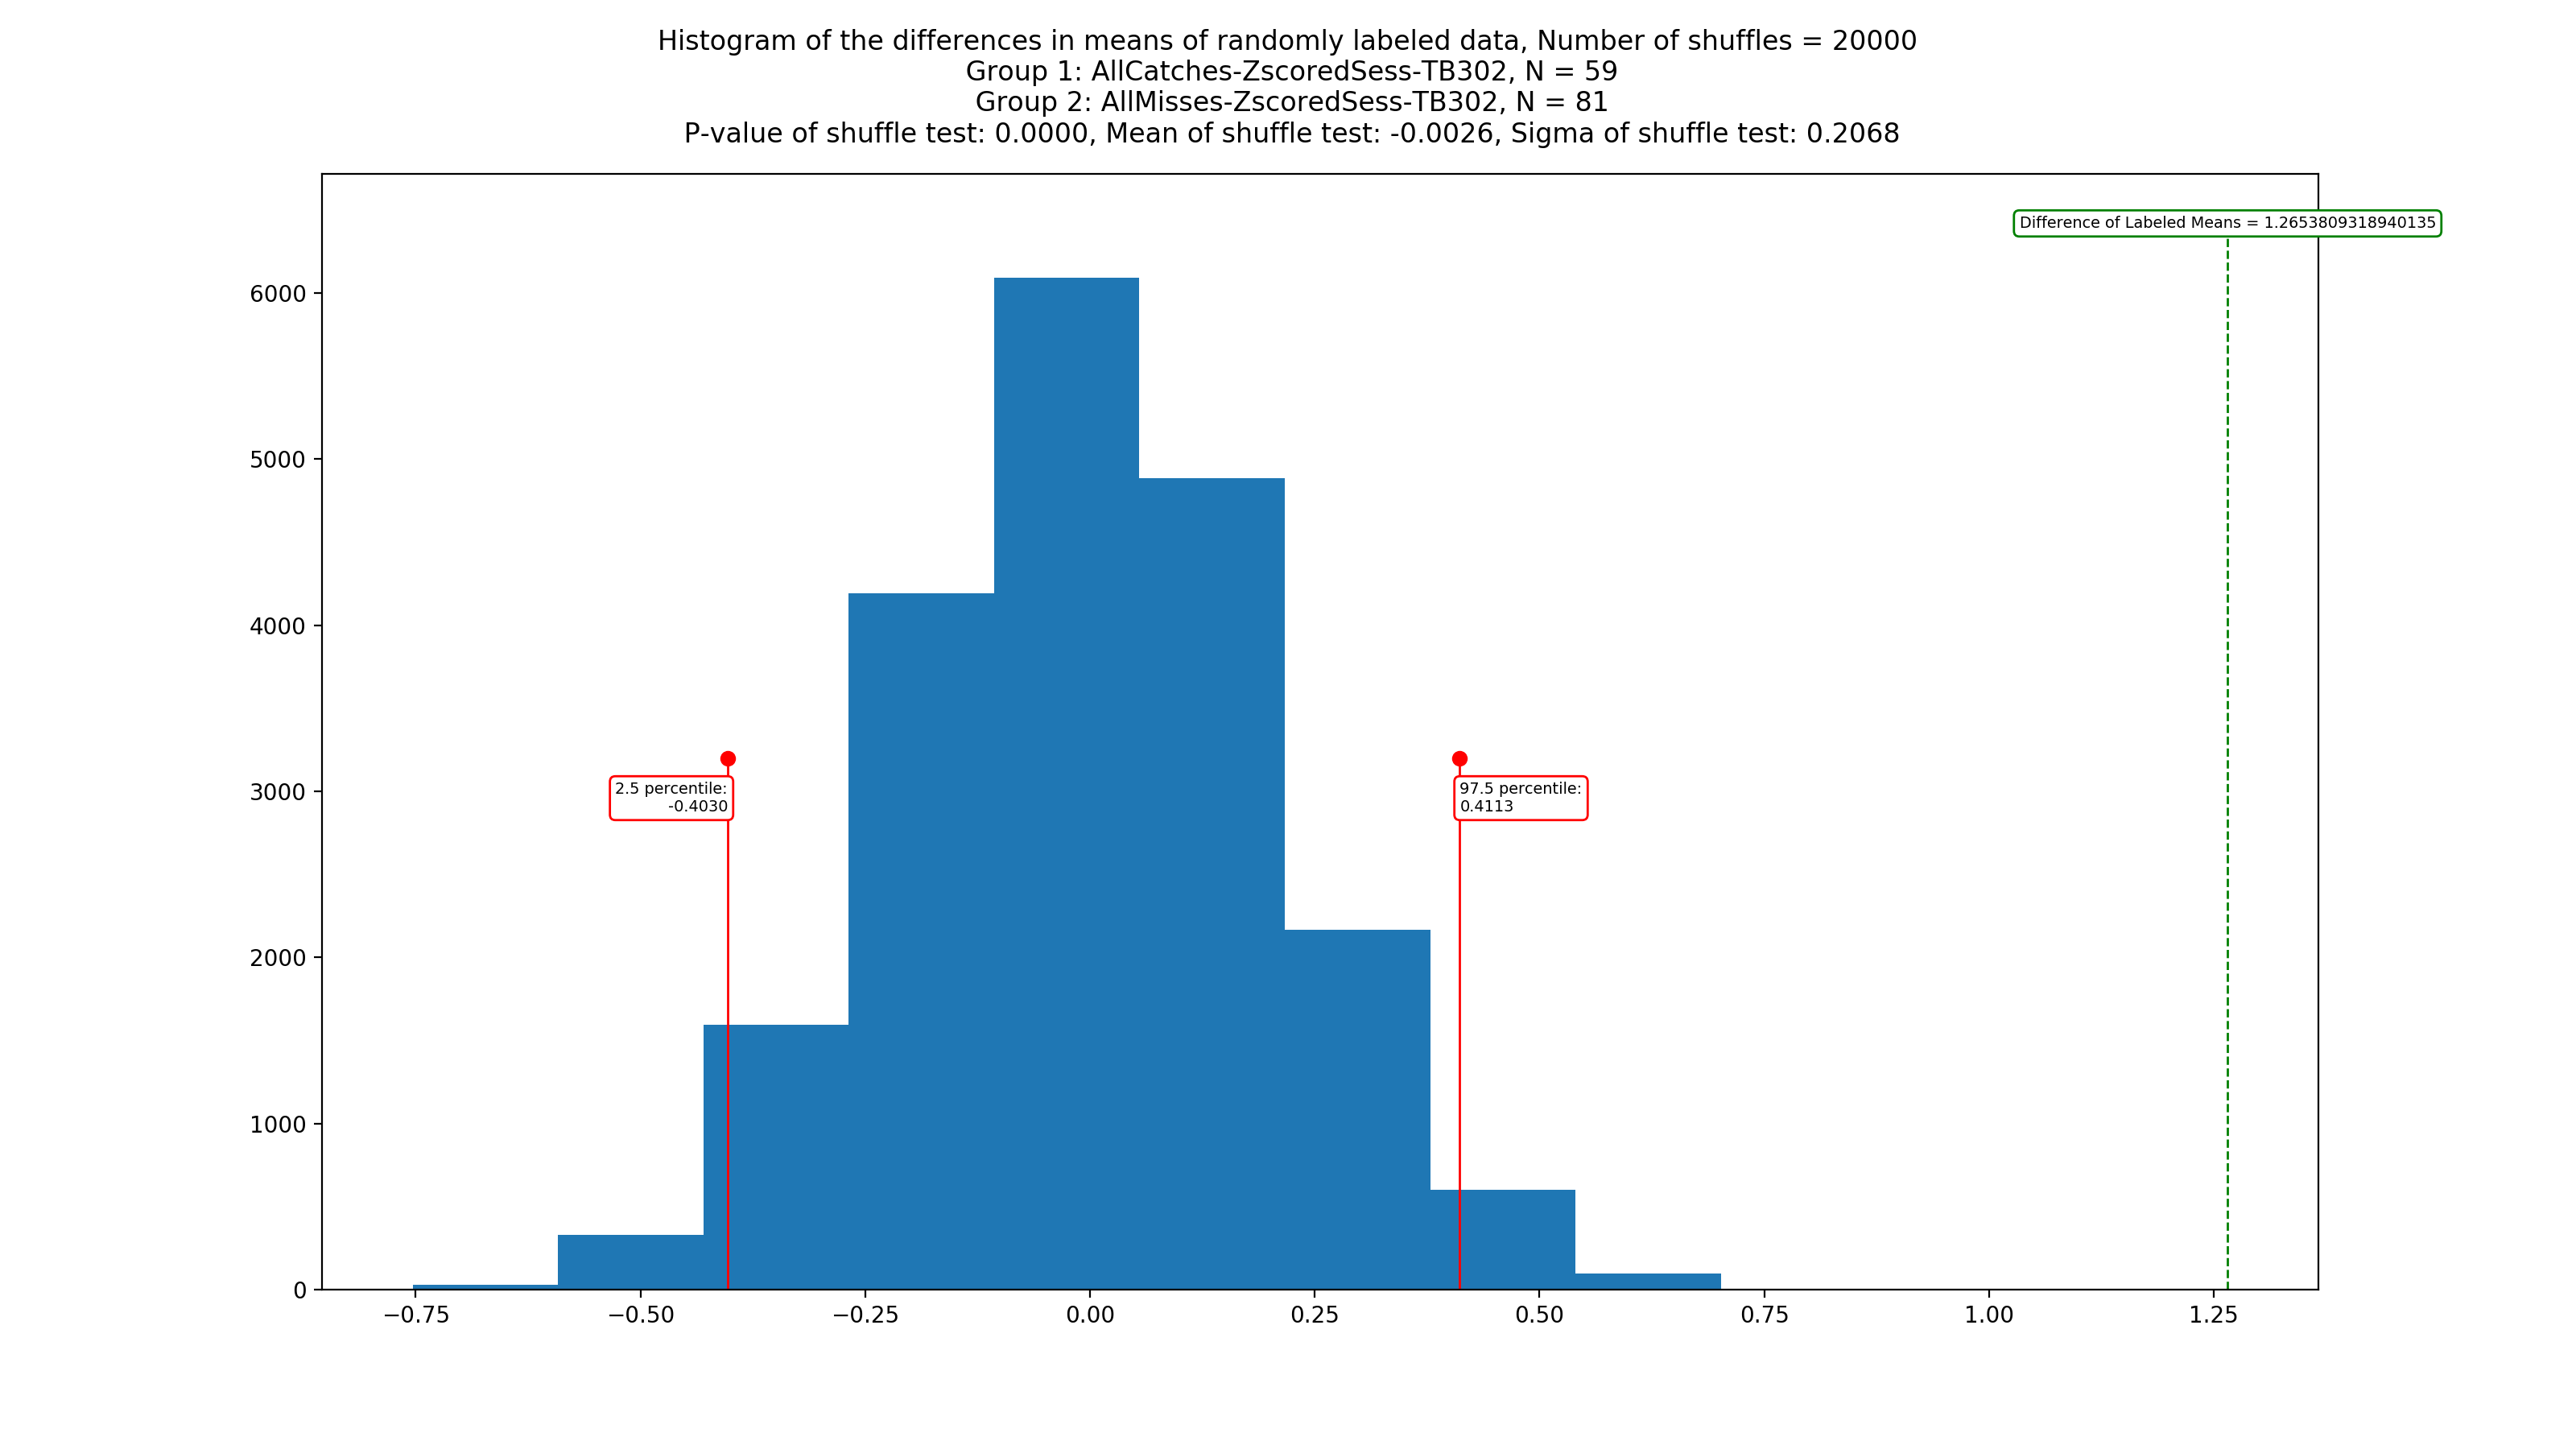 Histogram of the differences in means of randomly labeled data, Number of shuffles = 20000
Group 1: AllCatches-ZscoredSess-TB302, N = 59
Group 2: AllMisses-ZscoredSess-TB302, N = 81
P-value of shuffle test: 0.0000, Mean of shuffle test: -0.0026, Sigma of shuffle test: 0.2068
Difference of Labeled Means = 1.2653809318940135
6000
5000
4000
3000
2000
1000
0
2.5 percentile:
-0.4030
97.5 percentile:
0.4113
−0.75 −0.50 −0.25 0.00 0.25 0.50 0.75 1.00 1.25